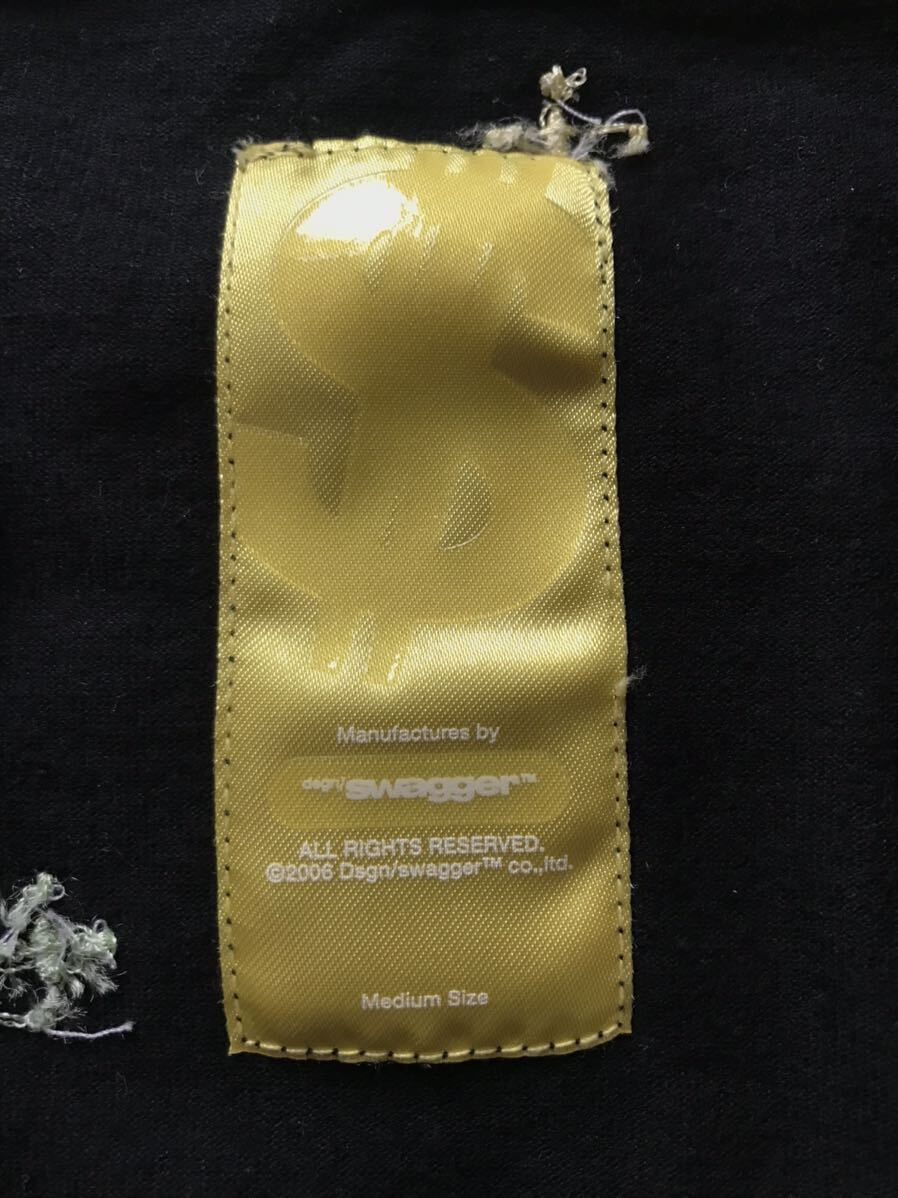 Manufactures by
dsgn/swagger™
ALL RIGHTS RESERVED.
©2006 Dsgn/swagger™ co.,ltd.
Medium Size